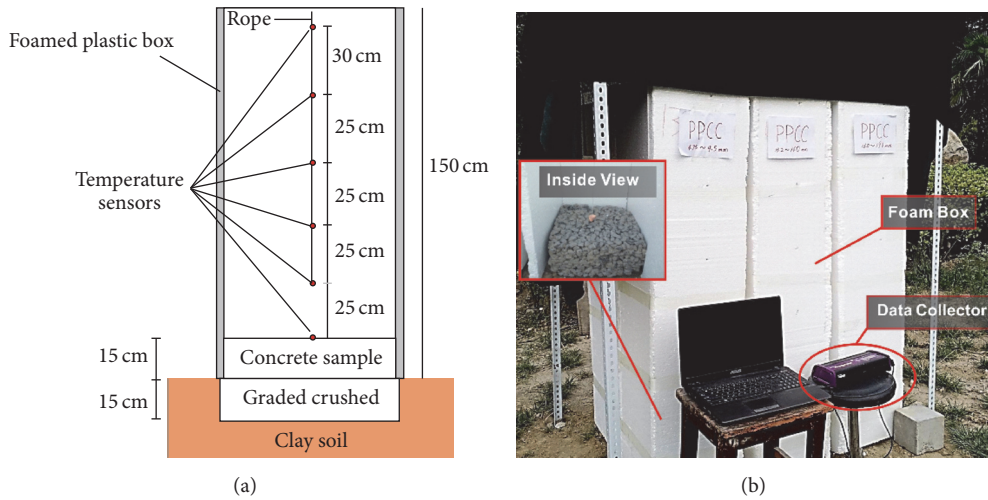 Rope
Foamed plastic box
30 cm
25 cm
150 cm
25 cm
Temperature
sensors
25 cm
25 cm
15 cm
Concrete sample
15 cm
Graded crushed
Clay soil
(a)
PPCC
PPCC
PPCC
Inside View
Foam Box
Data Collector
(b)